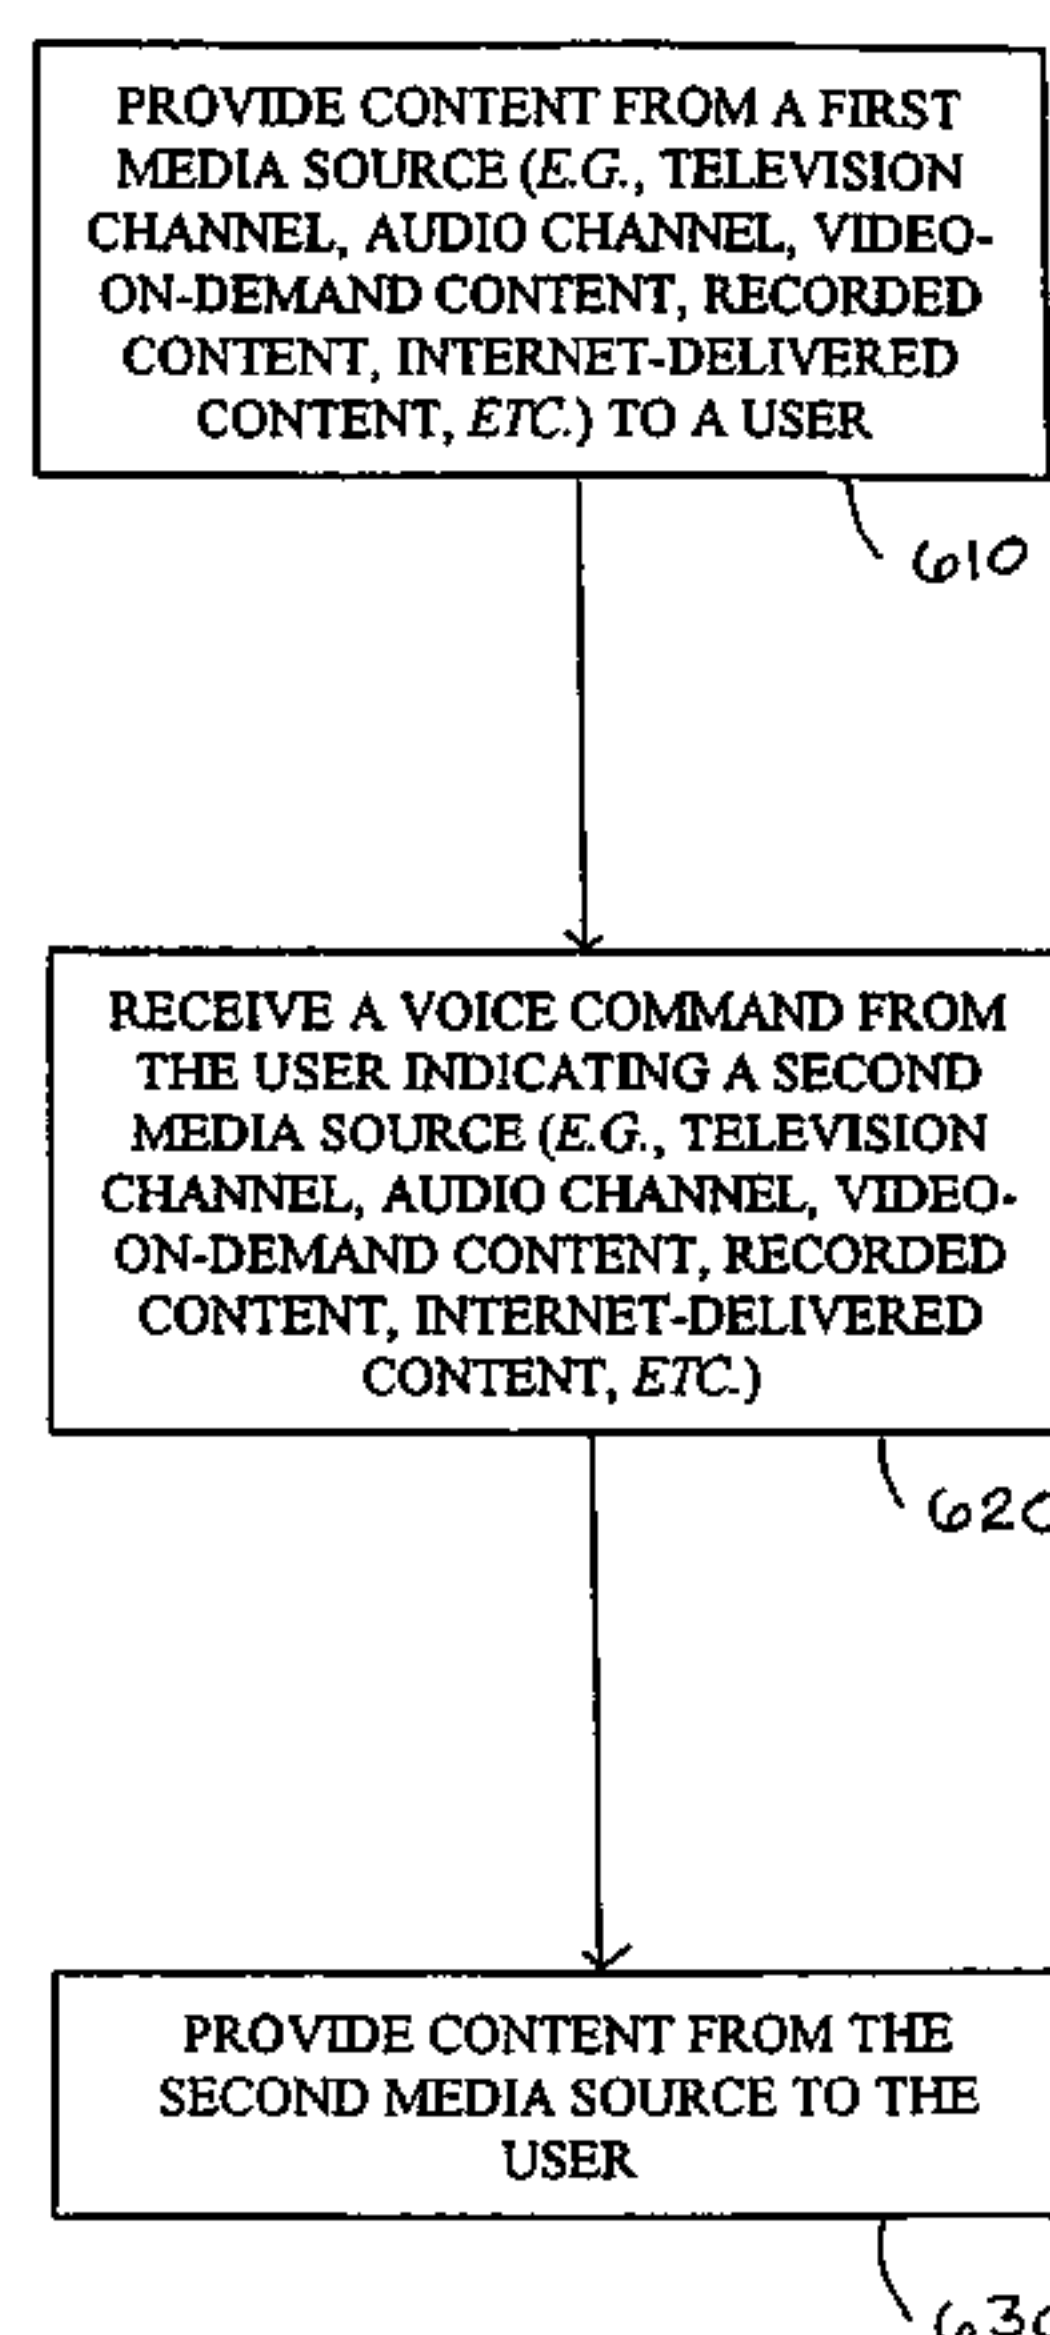 PROVIDE CONTENT FROM A FIRST
MEDIA SOURCE (E.G., TELEVISION
CHANNEL, AUDIO CHANNEL, VIDEO-
ON-DEMAND CONTENT, RECORDED
CONTENT, INTERNET-DELIVERED
CONTENT, ETC.) TO A USER
610
RECEIVE A VOICE COMMAND FROM
THE USER INDICATING A SECOND
MEDIA SOURCE (E.G., TELEVISION
CHANNEL, AUDIO CHANNEL, VIDEO-
ON-DEMAND CONTENT, RECORDED
CONTENT, INTERNET-DELIVERED
CONTENT, ETC.)
620
PROVIDE CONTENT FROM THE
SECOND MEDIA SOURCE TO THE
USER
630